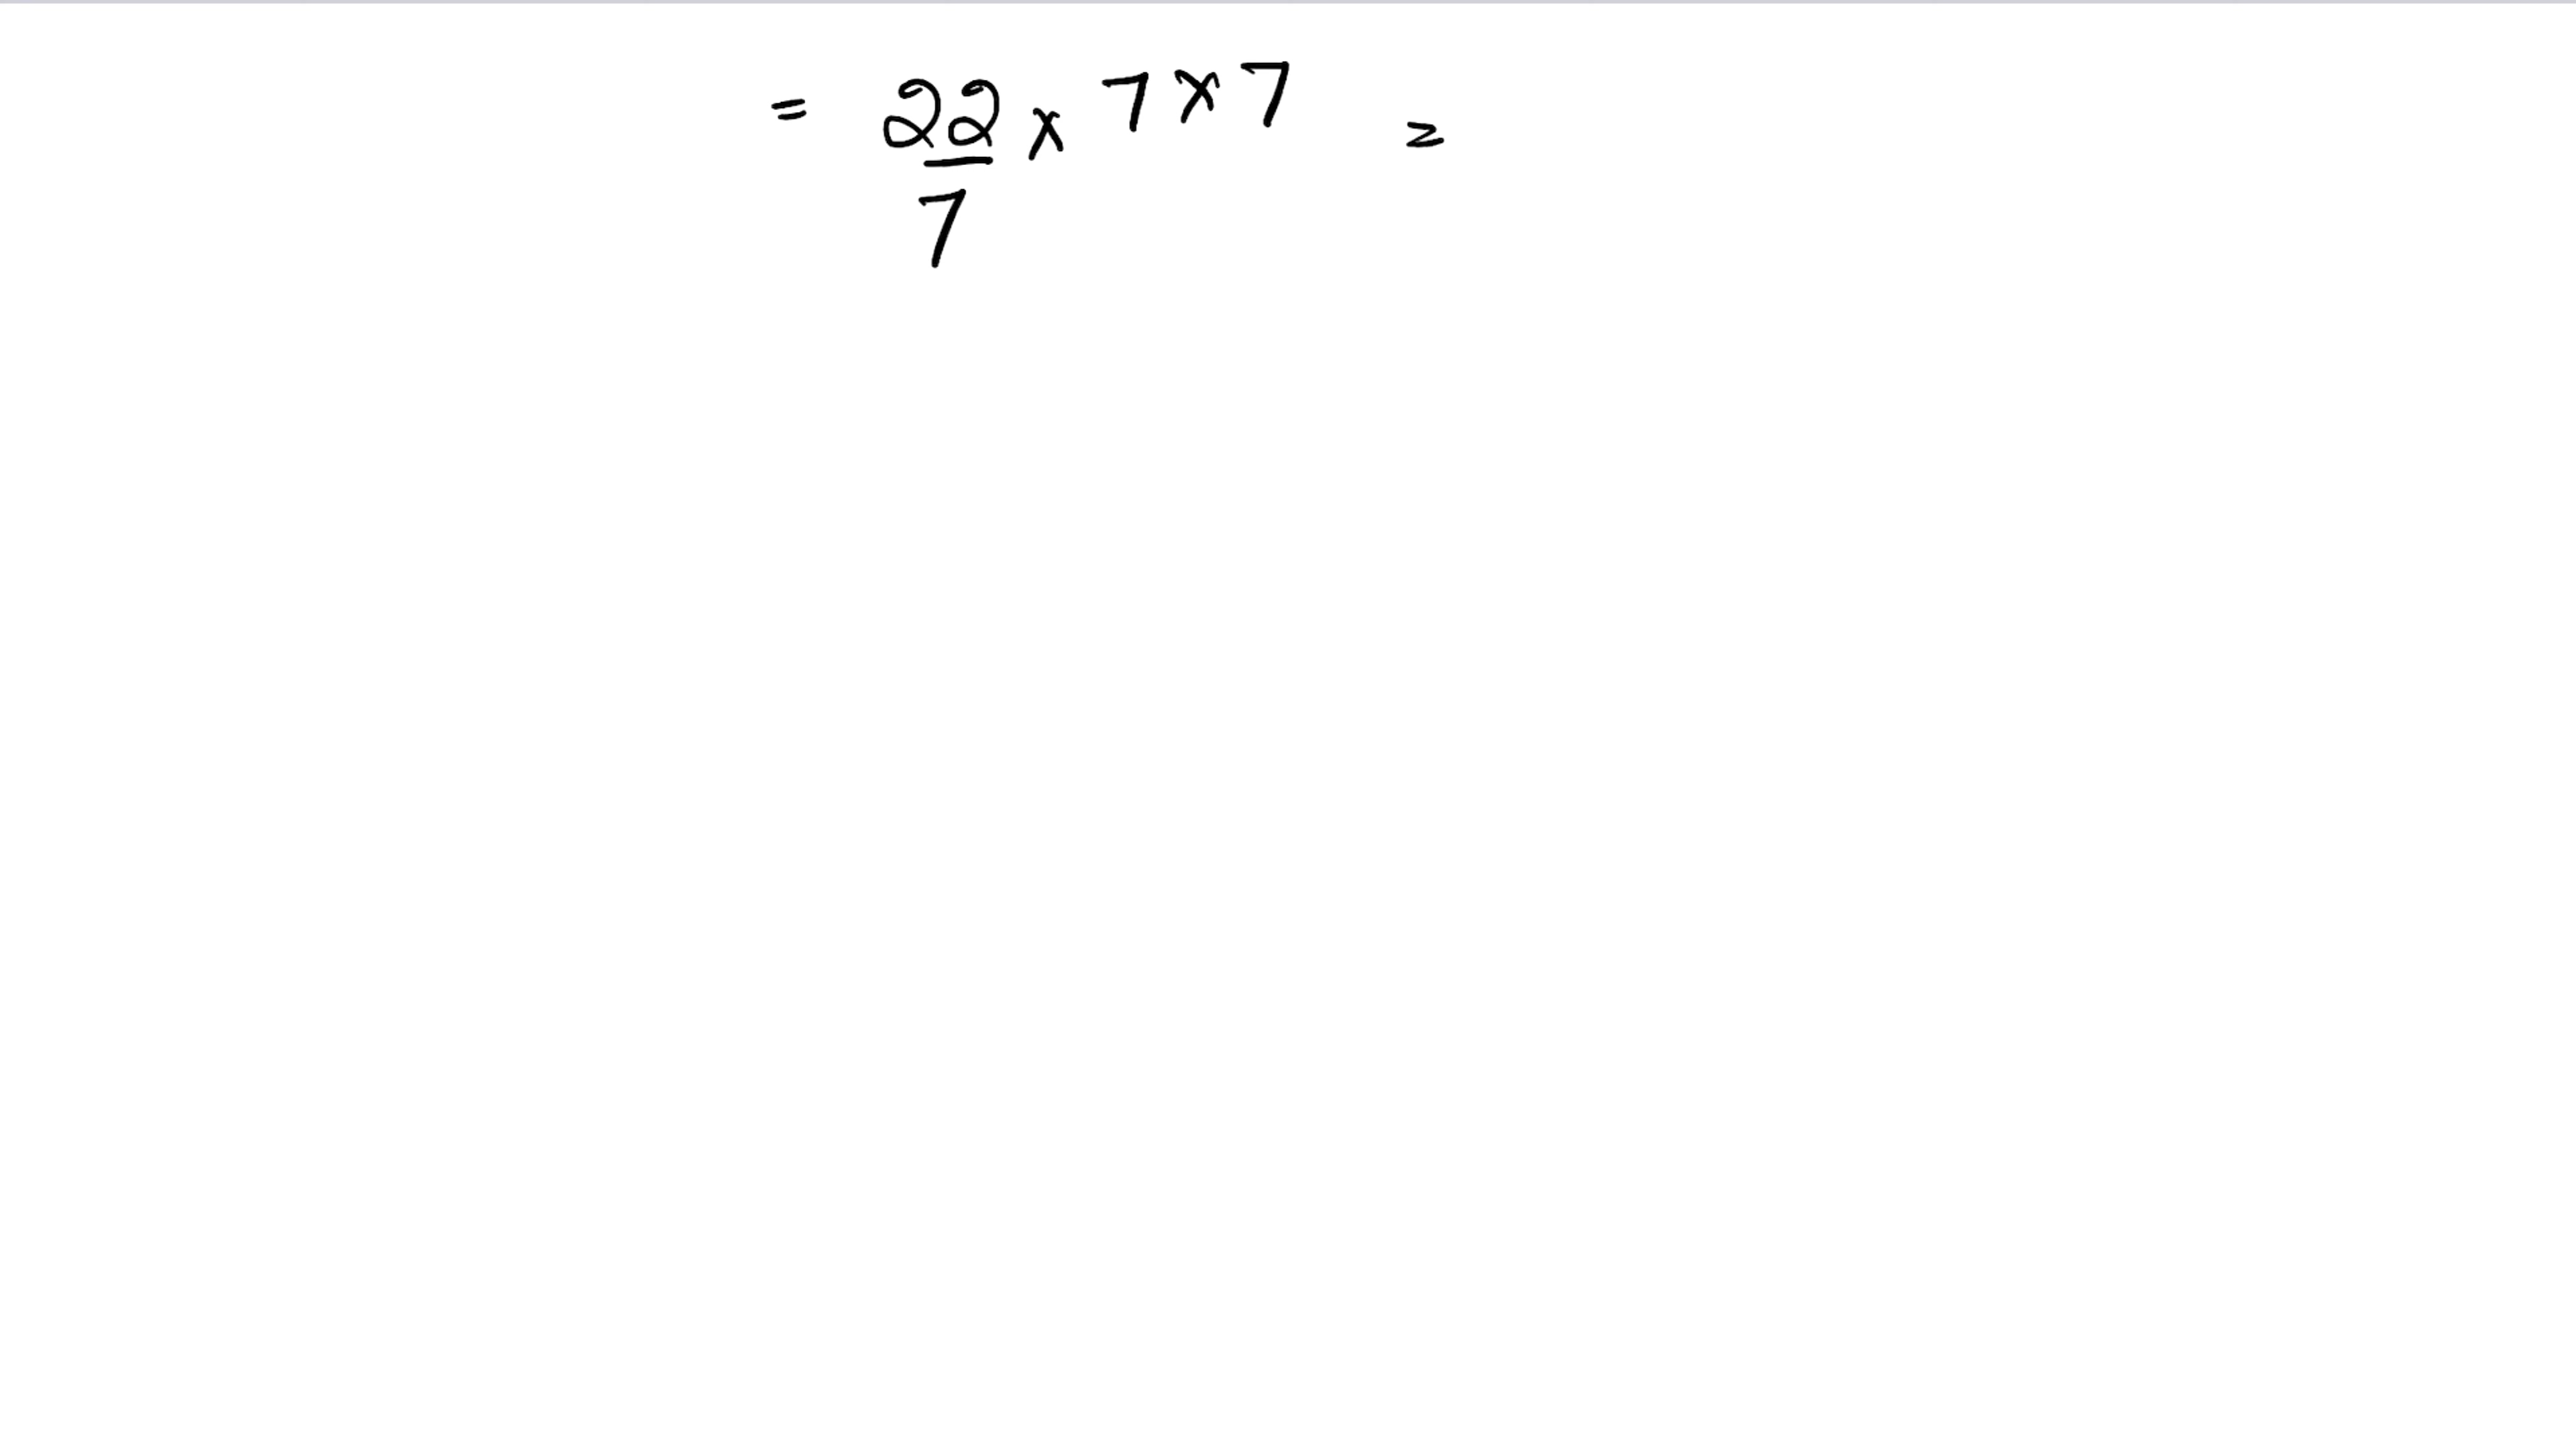 = 22/7 × 7 × 7 =